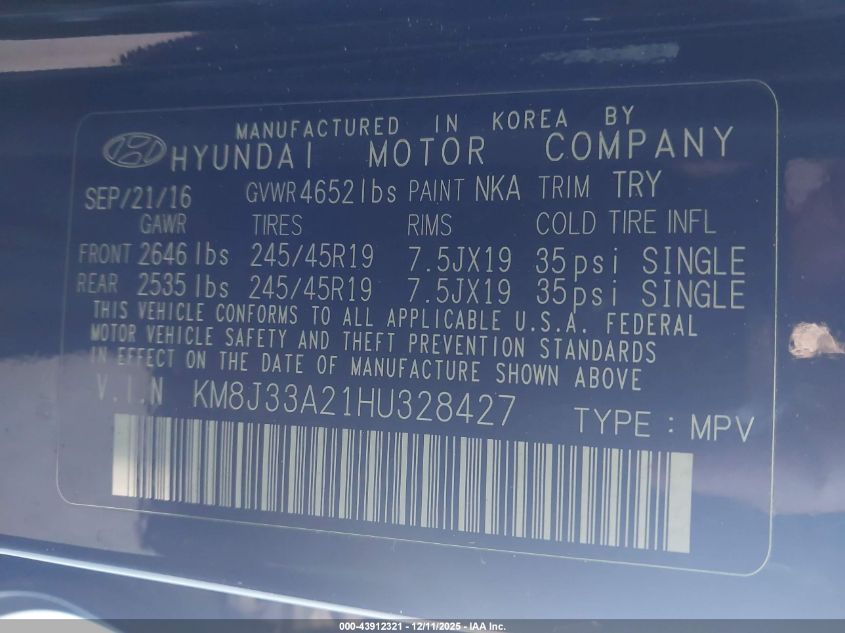 MANUFACTURED IN KOREA BY
HYUNDAI MOTOR COMPANY
SEP/21/16 GVWR 4652 lbs PAINT NKA TRIM TRY
GAWR TIRES RIMS COLD TIRE INFL
FRONT 2646 lbs 245/45R19 7.5JX19 35psi SINGLE
REAR 2535 lbs 245/45R19 7.5JX19 35psi SINGLE
THIS VEHICLE CONFORMS TO ALL APPLICABLE U.S.A. FEDERAL
MOTOR VEHICLE SAFETY AND THEFT PREVENTION STANDARDS
IN EFFECT ON THE DATE OF MANUFACTURE SHOWN ABOVE
V.I.N KM8J33A21HU328427 TYPE : MPV
000-43912321 - 12/11/2025 - IAA Inc.